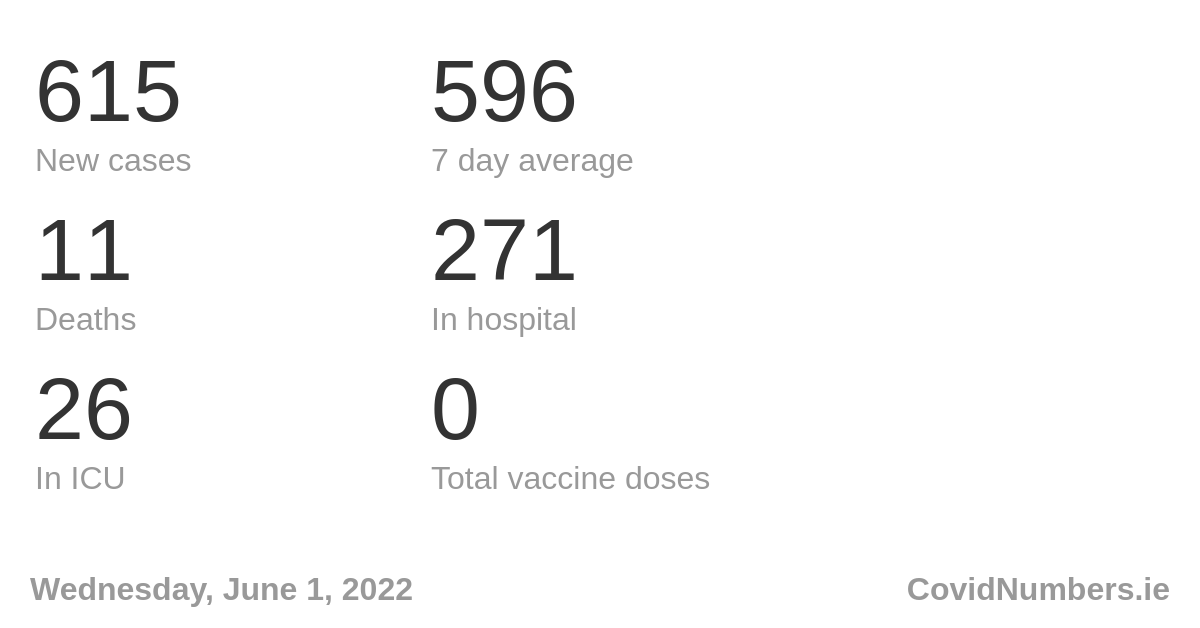 615
New cases
596
7 day average
11
Deaths
271
In hospital
26
In ICU
0
Total vaccine doses
Wednesday, June 1, 2022
CovidNumbers.ie